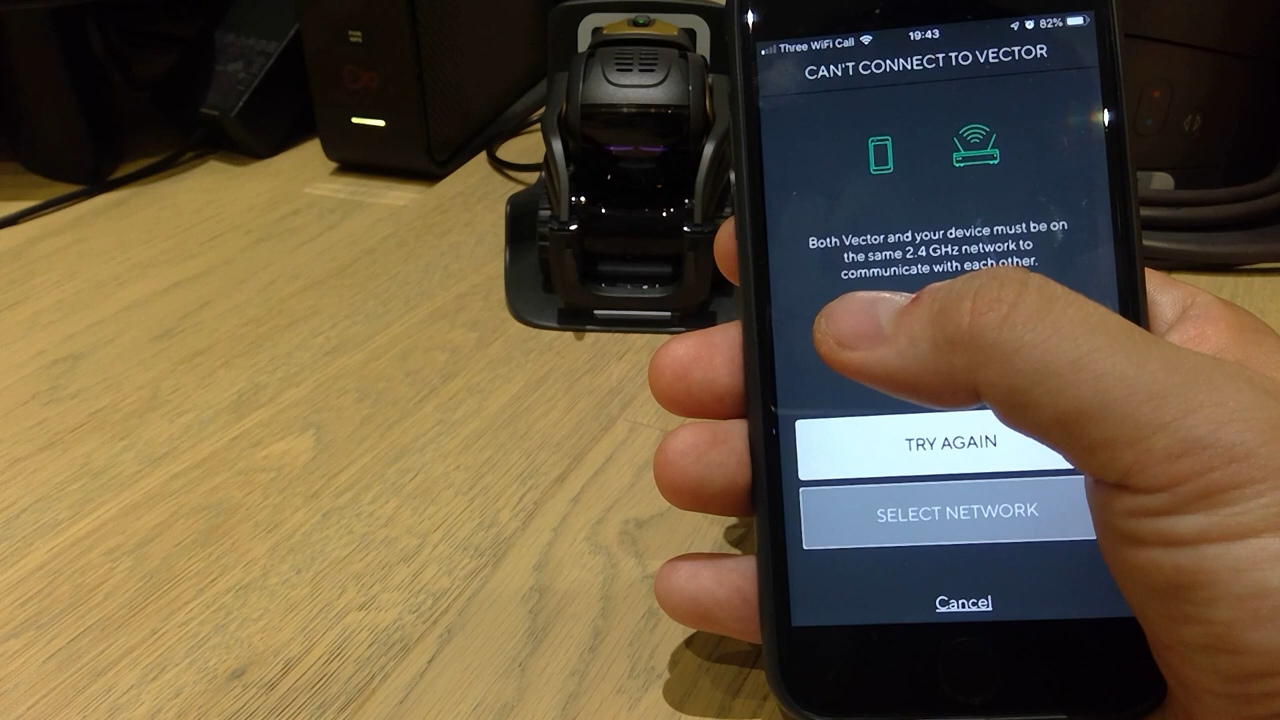 Three WiFi Call
19:43
82%
CAN'T CONNECT TO VECTOR
Both Vector and your device must be on
the same 2.4 GHz network to
communicate with each other.
TRY AGAIN
SELECT NETWORK
Cancel